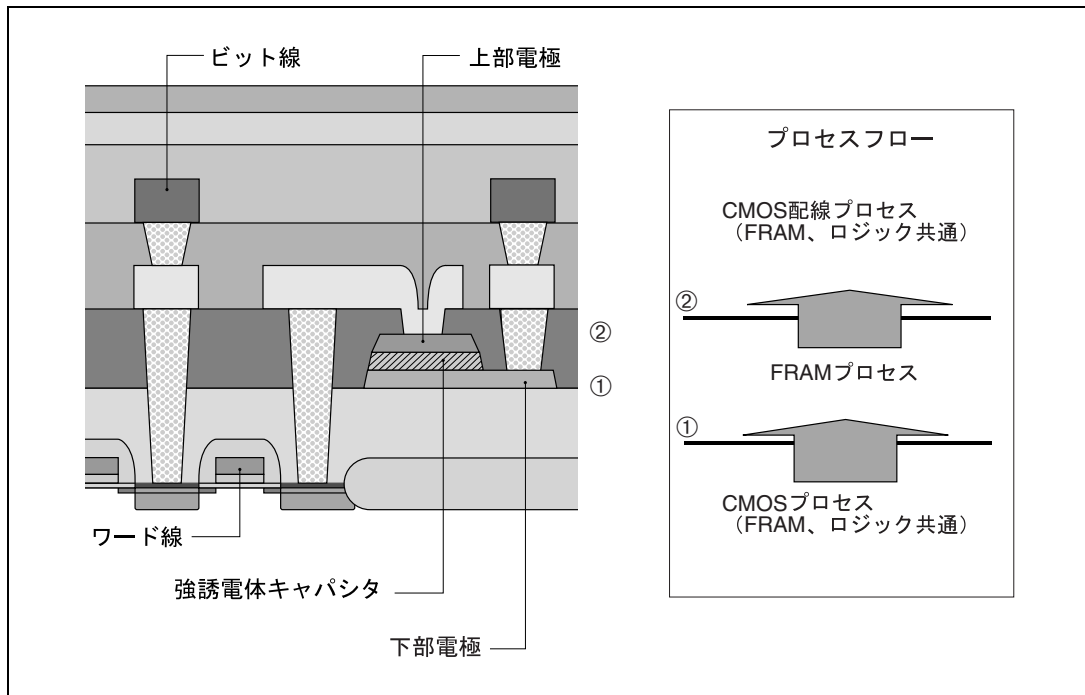 ビット線
上部電極
②
①
ワード線
強誘電体キャパシタ
下部電極
プロセスフロー
CMOS配線プロセス
（FRAM、ロジック共通）
②
FRAMプロセス
①
CMOSプロセス
（FRAM、ロジック共通）